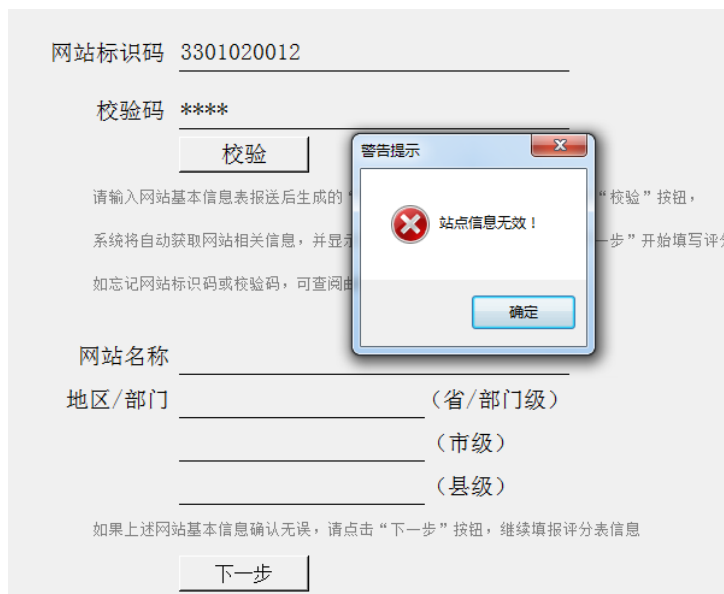 网站标识码 3301020012
校验码 ****
校验
警告提示
站点信息无效！
确定
请输入网站基本信息表报送后生成的“ “校验”按钮，
系统将自动获取网站相关信息，并显示 一步”开始填写评分
如忘记网站标识码或校验码，可查阅
网站名称
地区/部门 （省/部门级）
（市级）
（县级）
如果上述网站基本信息确认无误，请点击“下一步”按钮，继续填报评分表信息
下一步